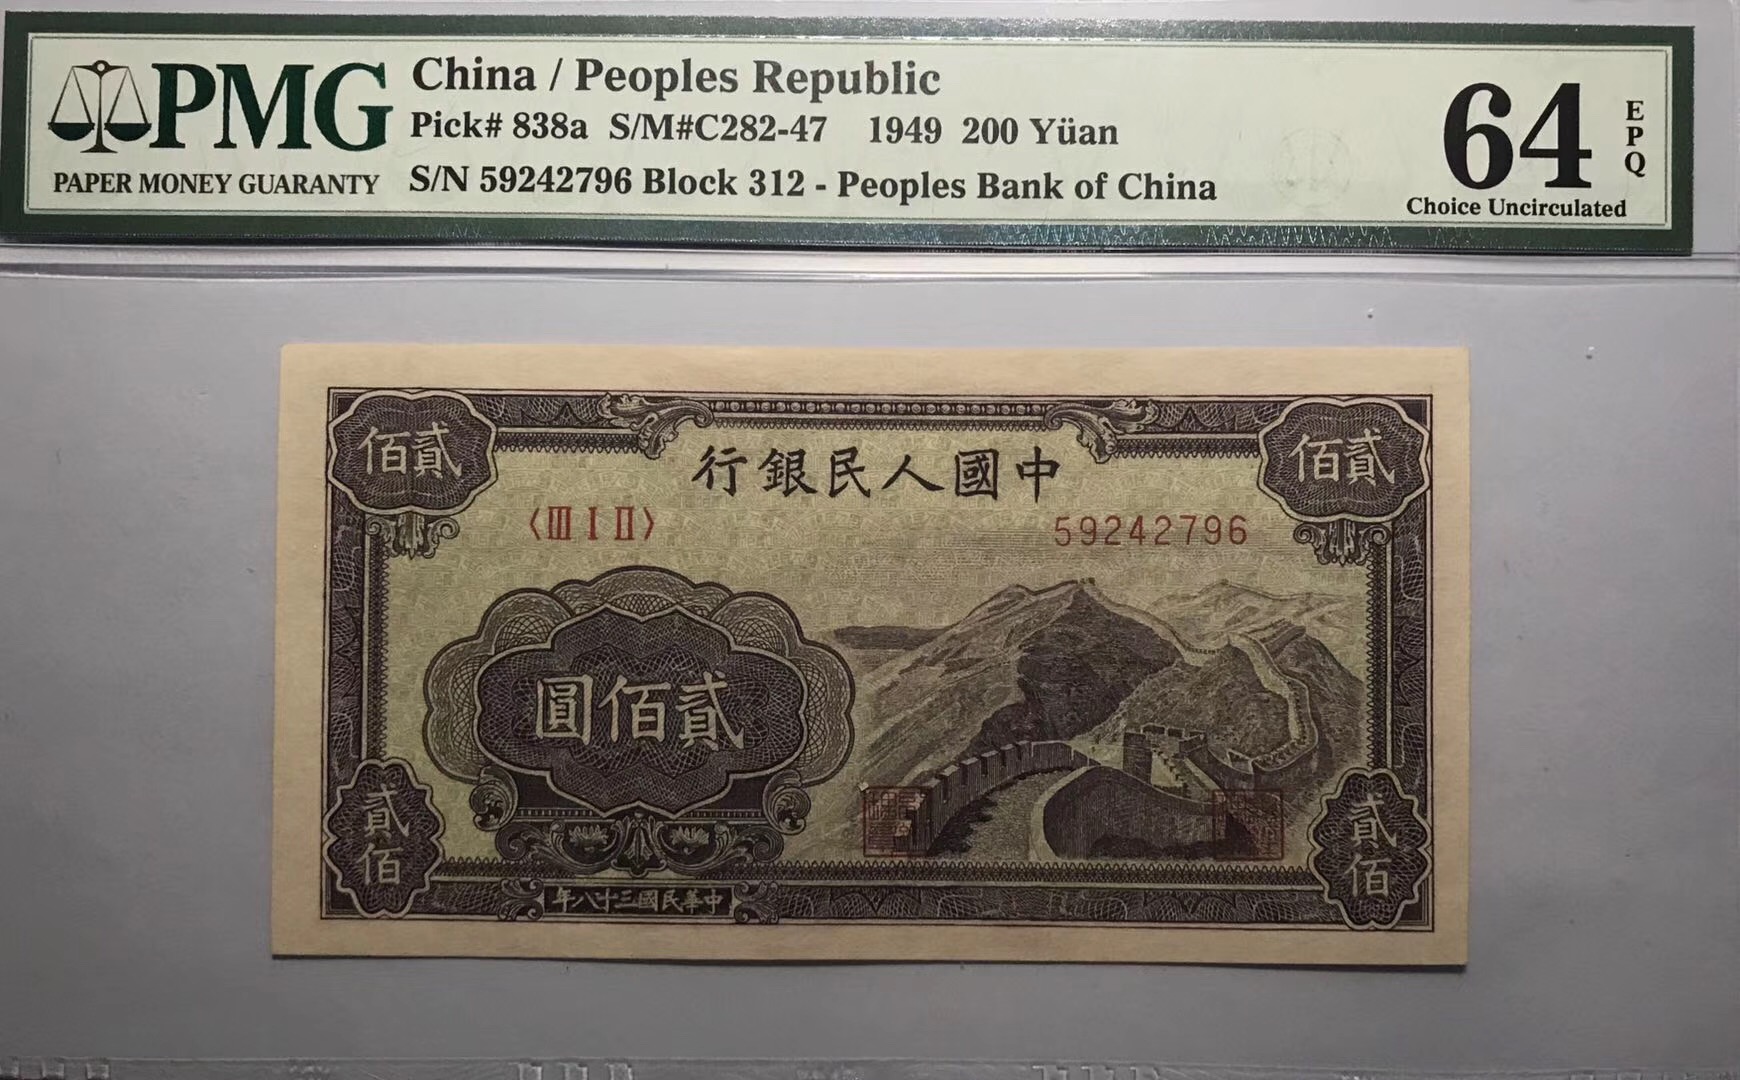 PMG
PAPER MONEY GUARANTY
China / Peoples Republic
Pick# 838a S/M#C282-47 1949 200 Yüan
S/N 59242796 Block 312 - Peoples Bank of China
64
EPQ
Choice Uncirculated
佰貳
行銀民人國中
佰貳
〈III I II〉
59242796
圓佰貳
貳佰
貳佰
年八十三國民華中